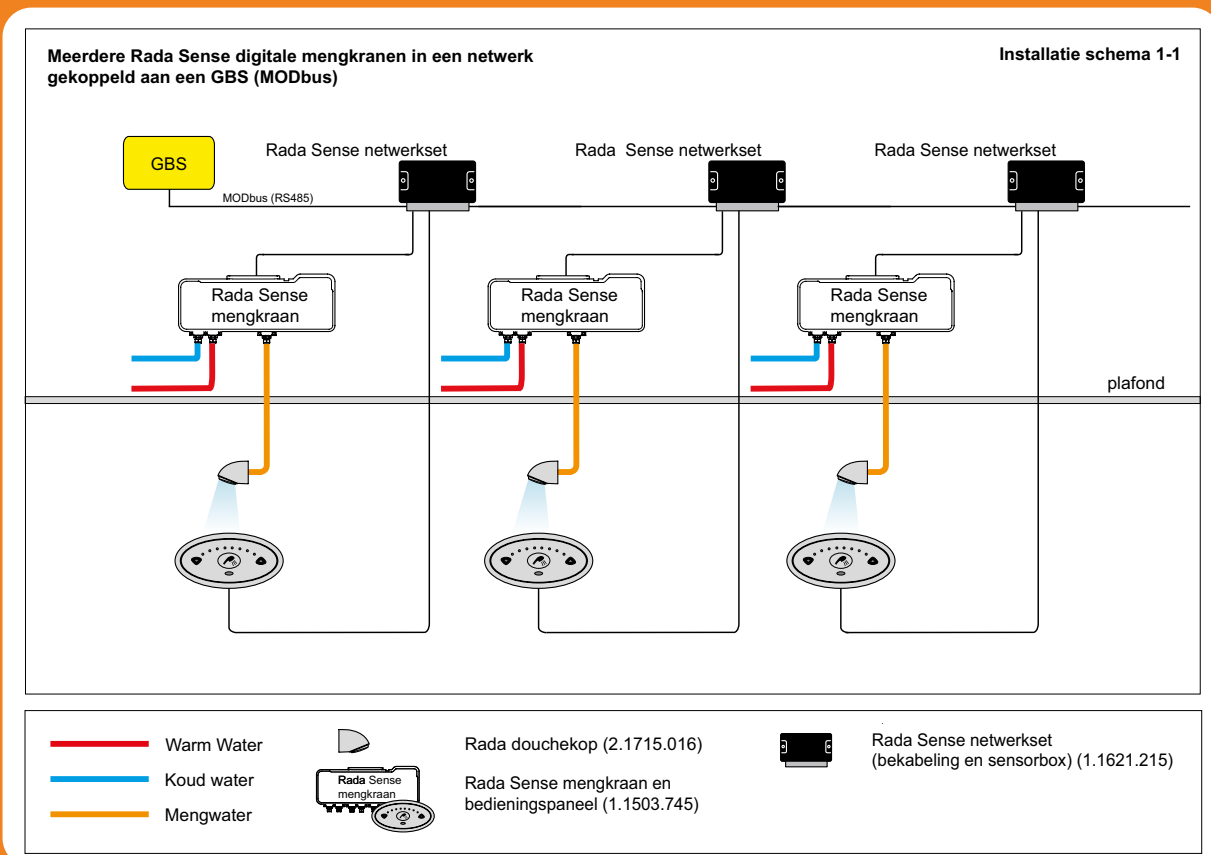 Meerdere Rada Sense digitale mengkranen in een netwerk
gekoppeld aan een GBS (MODbus)
Installatie schema 1-1
GBS
Rada Sense netwerkset
Rada Sense netwerkset
Rada Sense netwerkset
MODbus (RS485)
Rada Sense
mengkraan
Rada Sense
mengkraan
Rada Sense
mengkraan
plafond
Warm Water
Koud water
Mengwater
Rada douchekop (2.1715.016)
Rada Sense
mengkraan
Rada Sense mengkraan en
bedieningspaneel (1.1503.745)
Rada Sense netwerkset
(bekabeling en sensorbox) (1.1621.215)